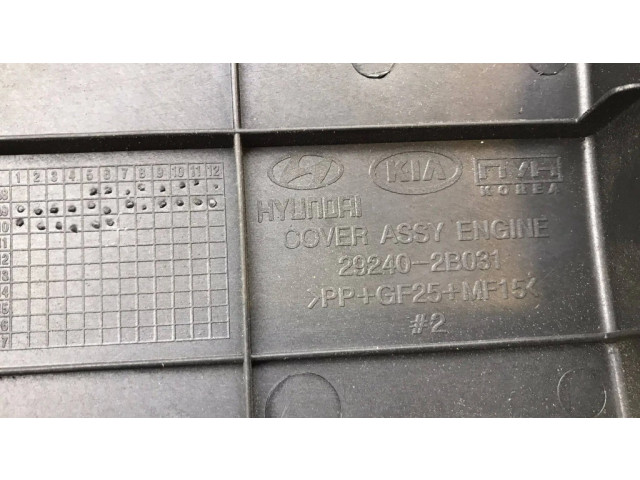 KIA
HYUNDAI
KOREA
COVER ASSY ENGINE
29240-2B031
>PP+GF25+MF15<
#2
1 2 3 4 5 6 7 8 9 10 11 12